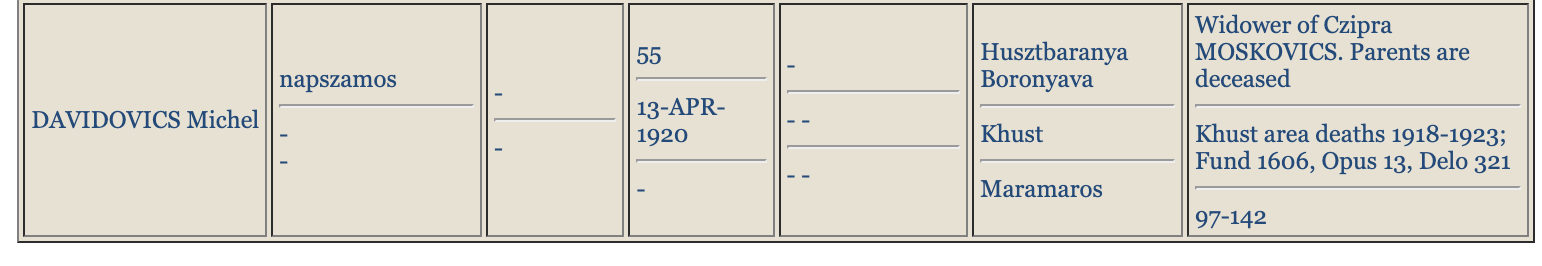 DAVIDOVICS Michel
napszamos
-
-
-
-
55
13-APR-
1920
-
-
- -
- -
Husztbaranya
Boronyava
Khust
Maramaros
Widower of Czipra
MOSKOVICS. Parents are
deceased
Khust area deaths 1918-1923;
Fund 1606, Opus 13, Delo 321
97-142